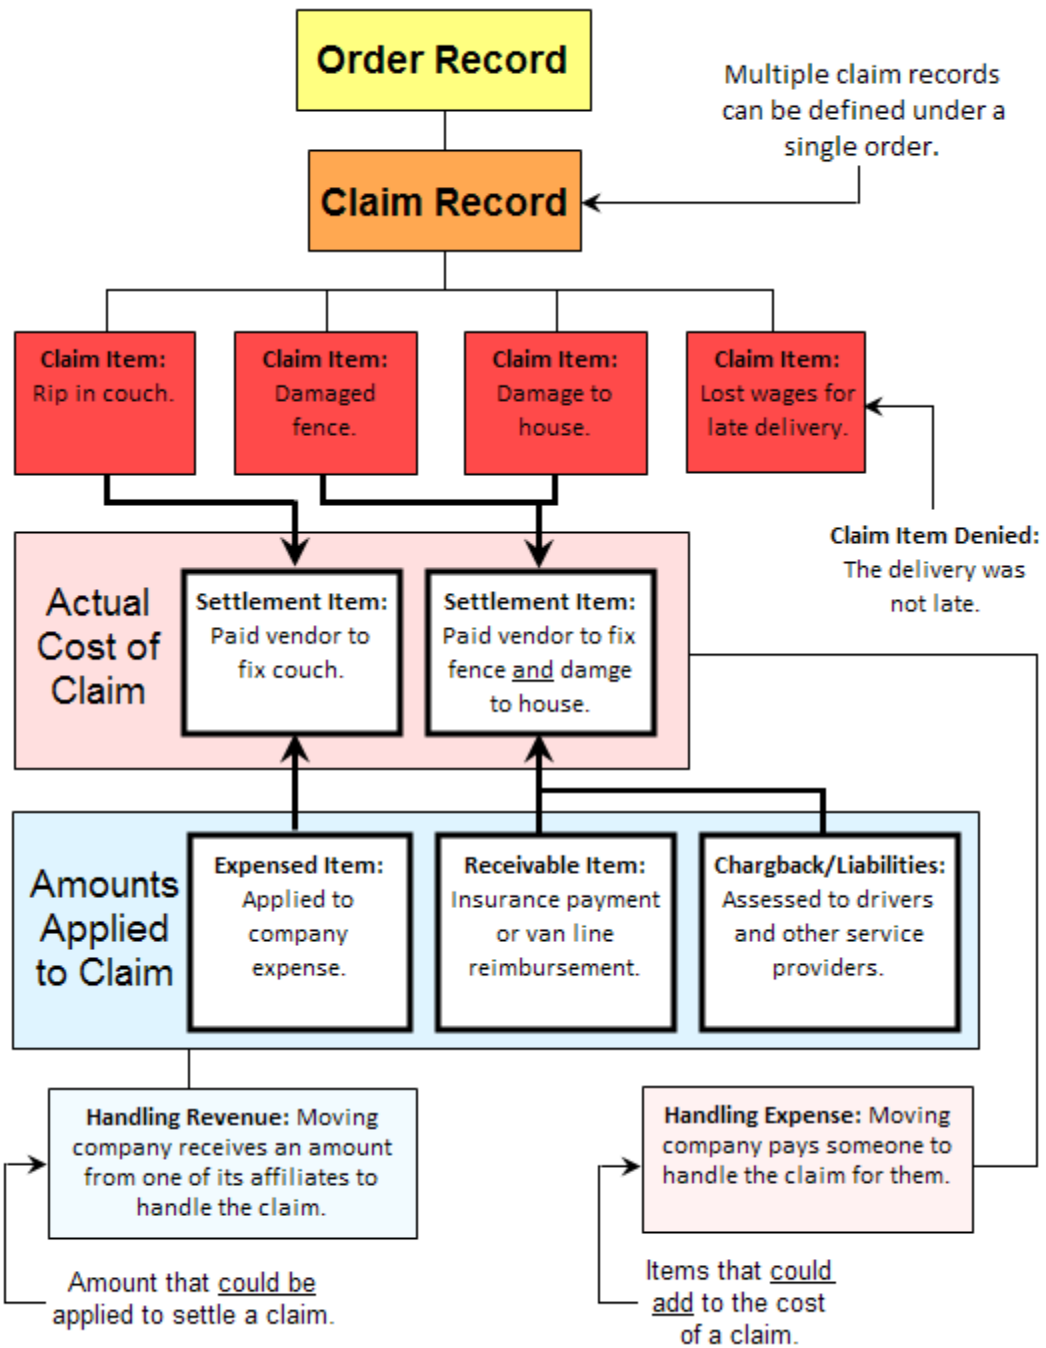 Order Record
Multiple claim records
can be defined under a
single order.
Claim Record
Claim Item:
Rip in couch.
Claim Item:
Damaged
fence.
Claim Item:
Damage to
house.
Claim Item:
Lost wages for
late delivery.
Claim Item Denied:
The delivery was
not late.
Actual
Cost of
Claim
Settlement Item:
Paid vendor to
fix couch.
Settlement Item:
Paid vendor to fix
fence and damge
to house.
Amounts
Applied
to Claim
Expensed Item:
Applied to
company
expense.
Receivable Item:
Insurance payment
or van line
reimbursement.
Chargback/Liabilities:
Assessed to drivers
and other service
providers.
Handling Revenue: Moving
company receives an amount
from one of its affiliates to
handle the claim.
Handling Expense: Moving
company pays someone to
handle the claim for them.
Amount that could be
applied to settle a claim.
Items that could
add to the cost
of a claim.